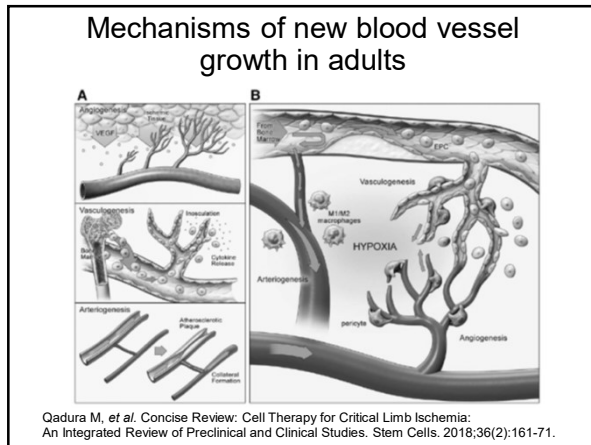 Mechanisms of new blood vessel
growth in adults
A
Angiogenesis
Ischemic
Tissue
VEGF
Vasculogenesis
Inosculation
Bone
Cytokine
Release
Arteriogenesis
Atherosclerotic
Plaque
Collateral
Formation
B
From
Bone
Marrow
EPC
Vasculogenesis
M1/M2
macrophages
HYPOXIA
Arteriogenesis
pericyte
Angiogenesis
Qadura M, et al. Concise Review: Cell Therapy for Critical Limb Ischemia:
An Integrated Review of Preclinical and Clinical Studies. Stem Cells. 2018;36(2):161-71.